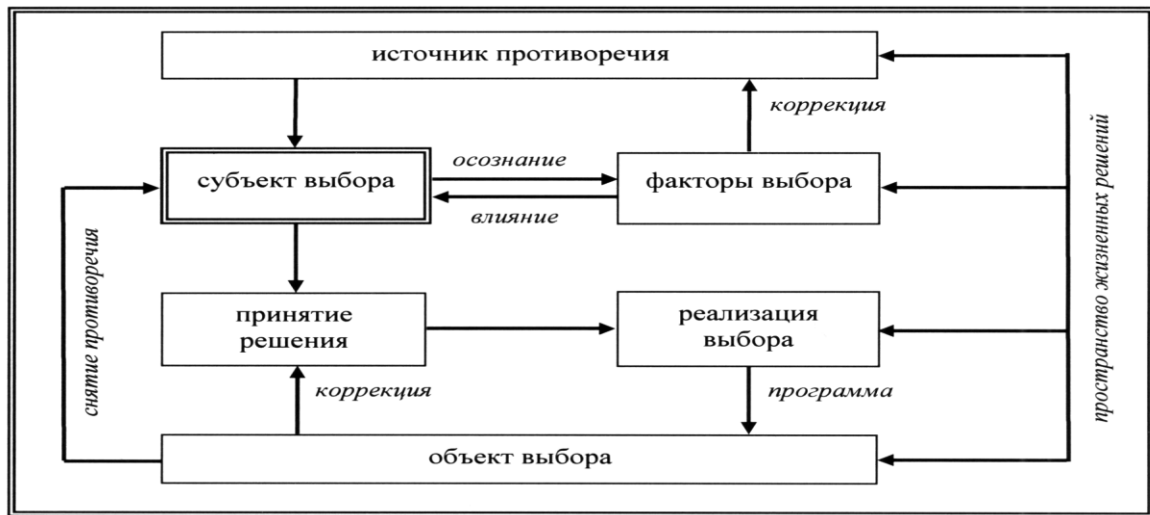 источник противоречия
коррекция
субъект выбора
осознание
влияние
факторы выбора
пространство жизненных решений
снятие противоречия
принятие
решения
реализация
выбора
коррекция
программа
объект выбора